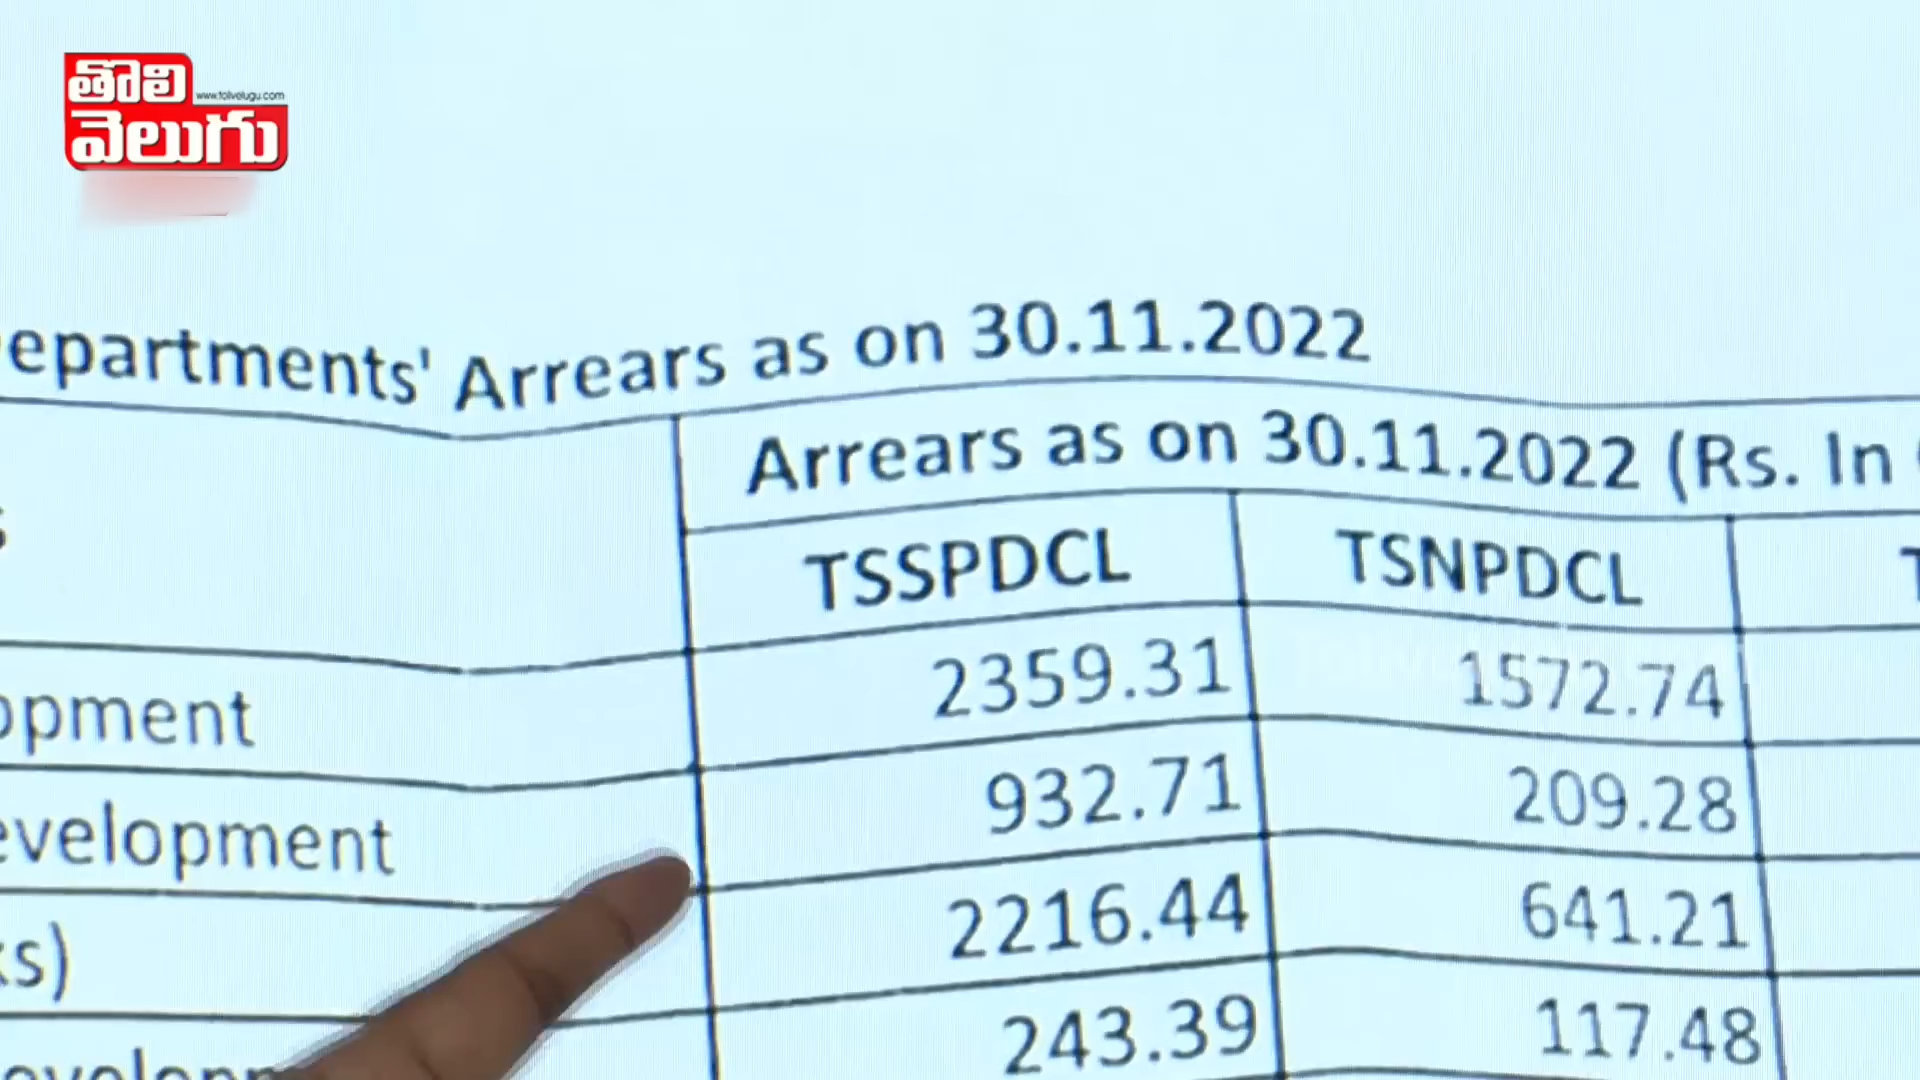 తొలి
www.tolivelugu.com
వెలుగు
epartments' Arrears as on 30.11.2022
Arrears as on 30.11.2022 (Rs. In
TSSPDCL TSNPDCL
opment 2359.31 1572.74
evelopment 932.71 209.28
ks) 2216.44 641.21
evelopm 243.39 117.48